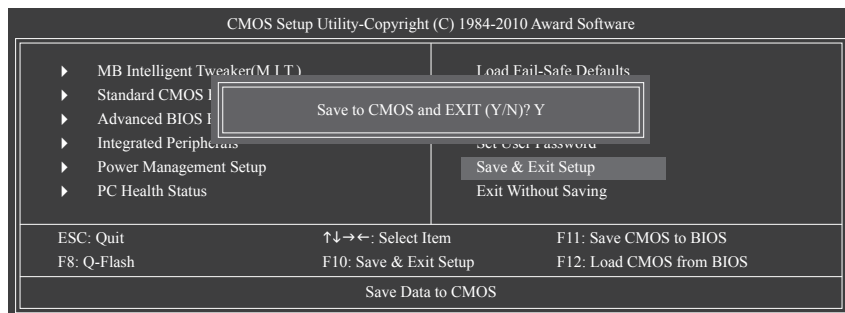 CMOS Setup Utility-Copyright (C) 1984-2010 Award Software
MB Intelligent Tweaker(M.I.T.)
Standard CMOS
Advanced BIOS
Integrated Peripherals
Power Management Setup
PC Health Status
Load Fail-Safe Defaults
Set User Password
Save & Exit Setup
Exit Without Saving
Save to CMOS and EXIT (Y/N)? Y
ESC: Quit ↑↓→←: Select Item F11: Save CMOS to BIOS
F8: Q-Flash F10: Save & Exit Setup F12: Load CMOS from BIOS
Save Data to CMOS